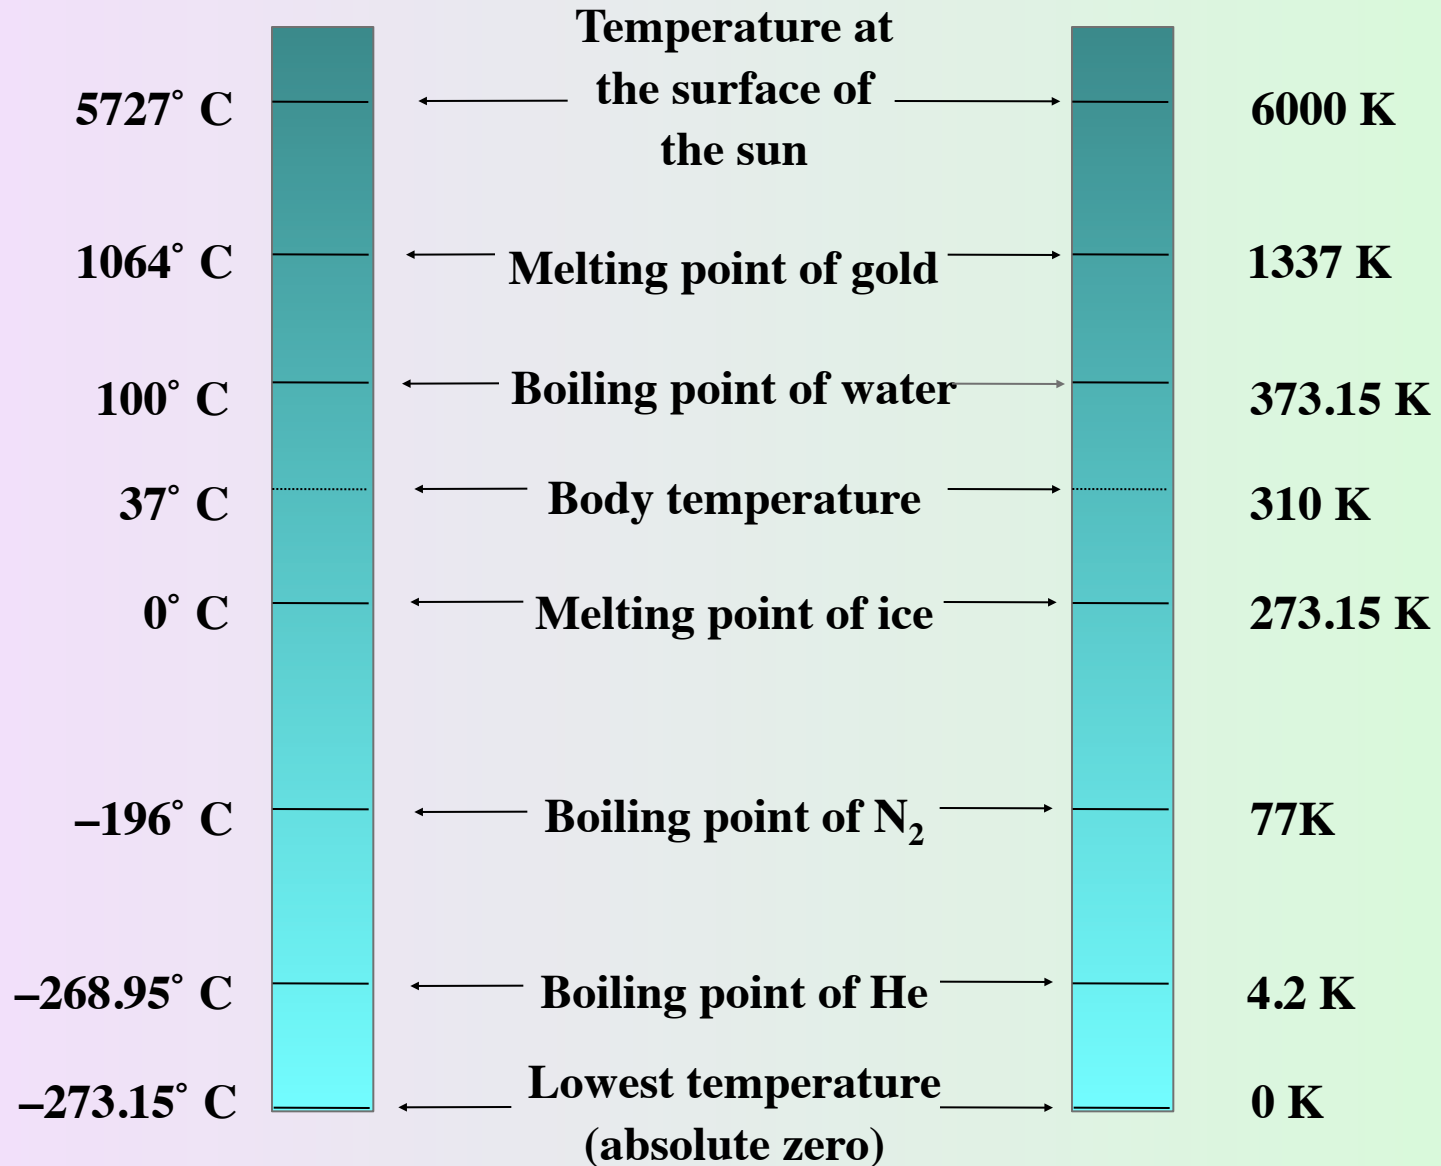 Temperature at
5727° C the surface of 6000 K
the sun
1064° C Melting point of gold 1337 K
100° C Boiling point of water 373.15 K
37° C Body temperature 310 K
0° C Melting point of ice 273.15 K
–196° C Boiling point of N₂ 77K
–268.95° C Boiling point of He 4.2 K
–273.15° C Lowest temperature 0 K
(absolute zero)